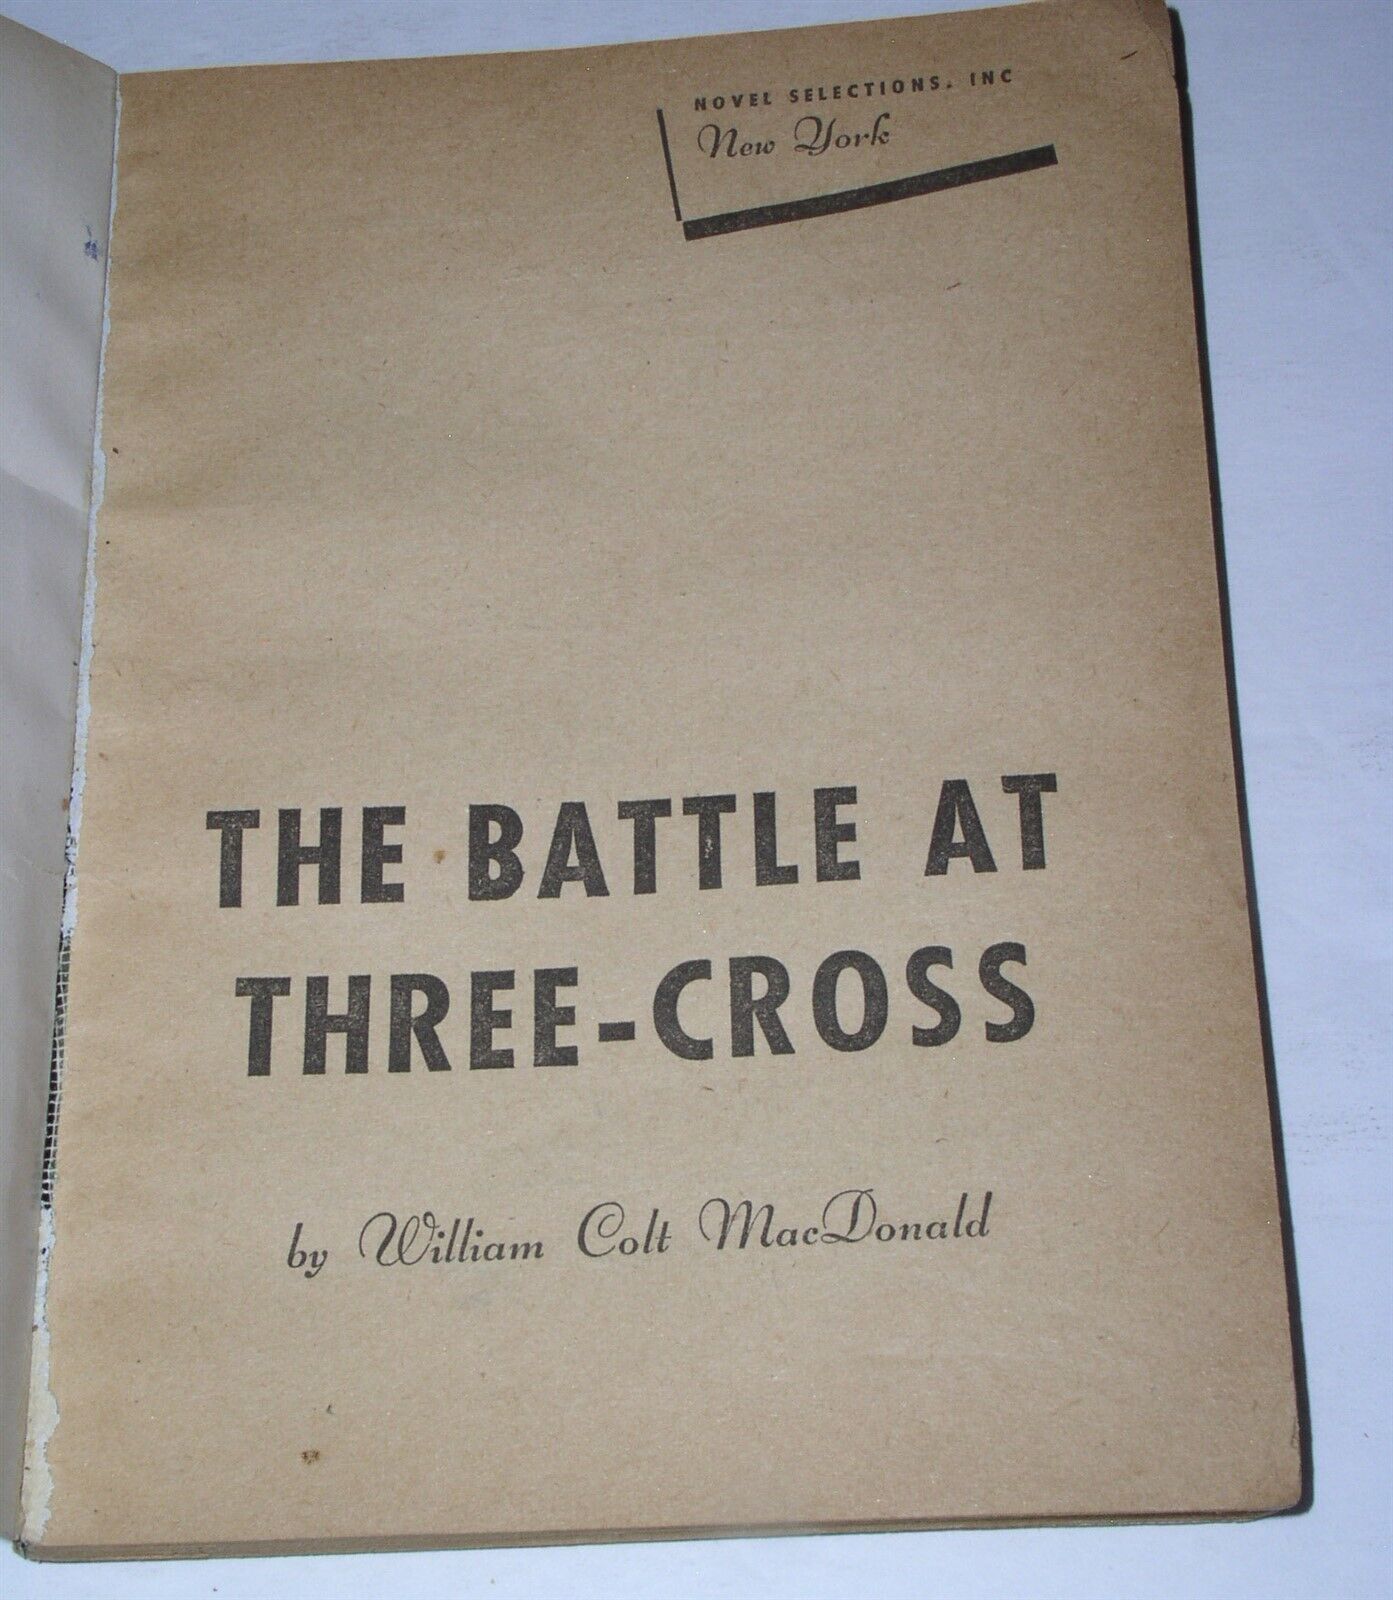 NOVEL SELECTIONS, INC
New York
THE BATTLE AT
THREE-CROSS
by William Colt MacDonald